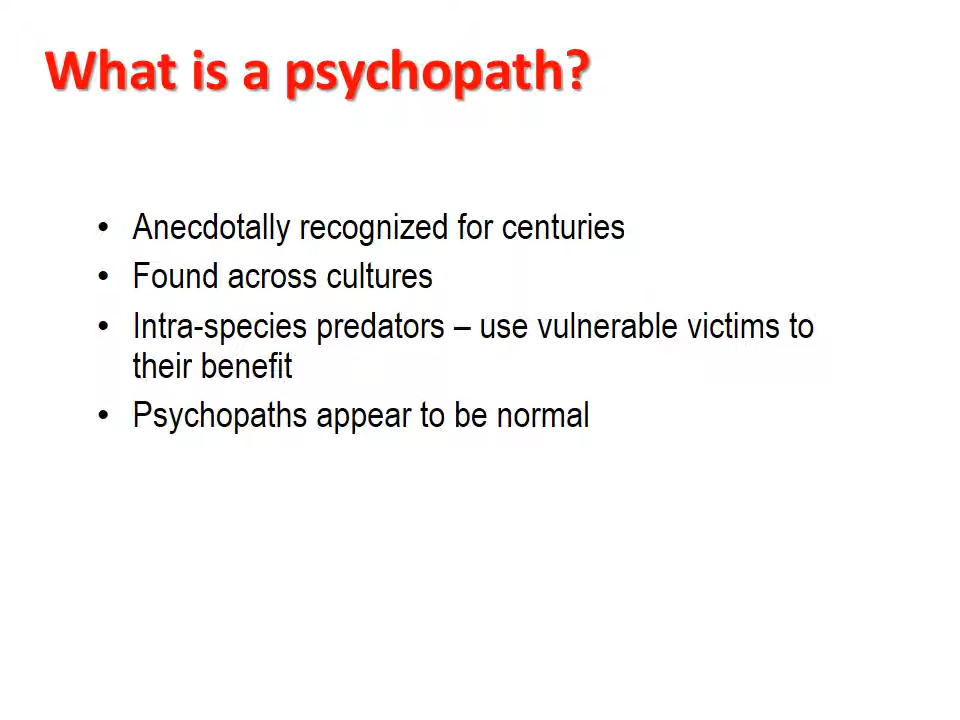 What is a psychopath?
• Anecdotally recognized for centuries
• Found across cultures
• Intra-species predators – use vulnerable victims to
their benefit
• Psychopaths appear to be normal